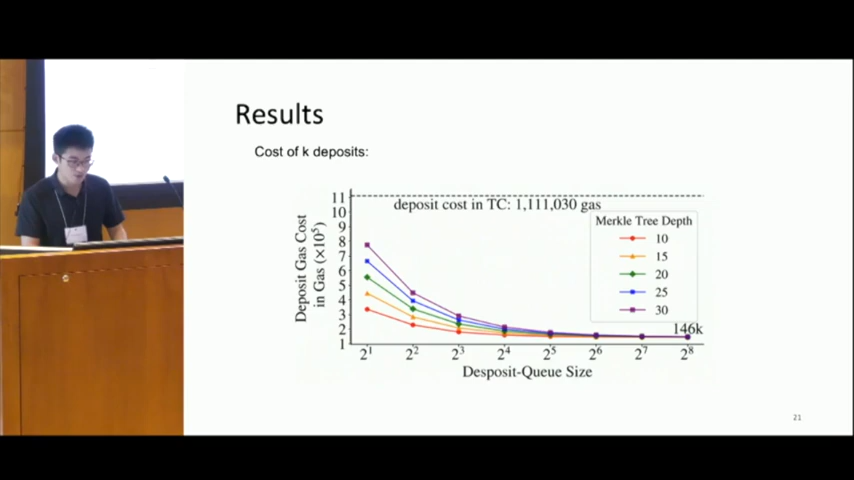 Results
Cost of k deposits:
deposit cost in TC: 1,111,030 gas
Merkle Tree Depth
10
15
20
25
30
146k
Deposit Gas Cost
in Gas (×10⁵)
11
10
9
8
7
6
5
4
3
2
1
2¹ 2² 2³ 2⁴ 2⁵ 2⁶ 2⁷ 2⁸
Desposit-Queue Size
21